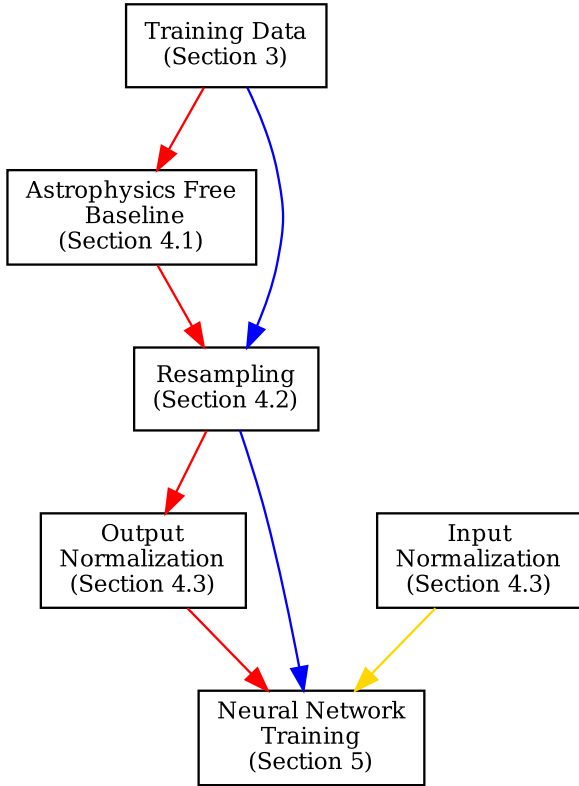 Training Data
(Section 3)
Astrophysics Free
Baseline
(Section 4.1)
Resampling
(Section 4.2)
Output
Normalization
(Section 4.3)
Input
Normalization
(Section 4.3)
Neural Network
Training
(Section 5)